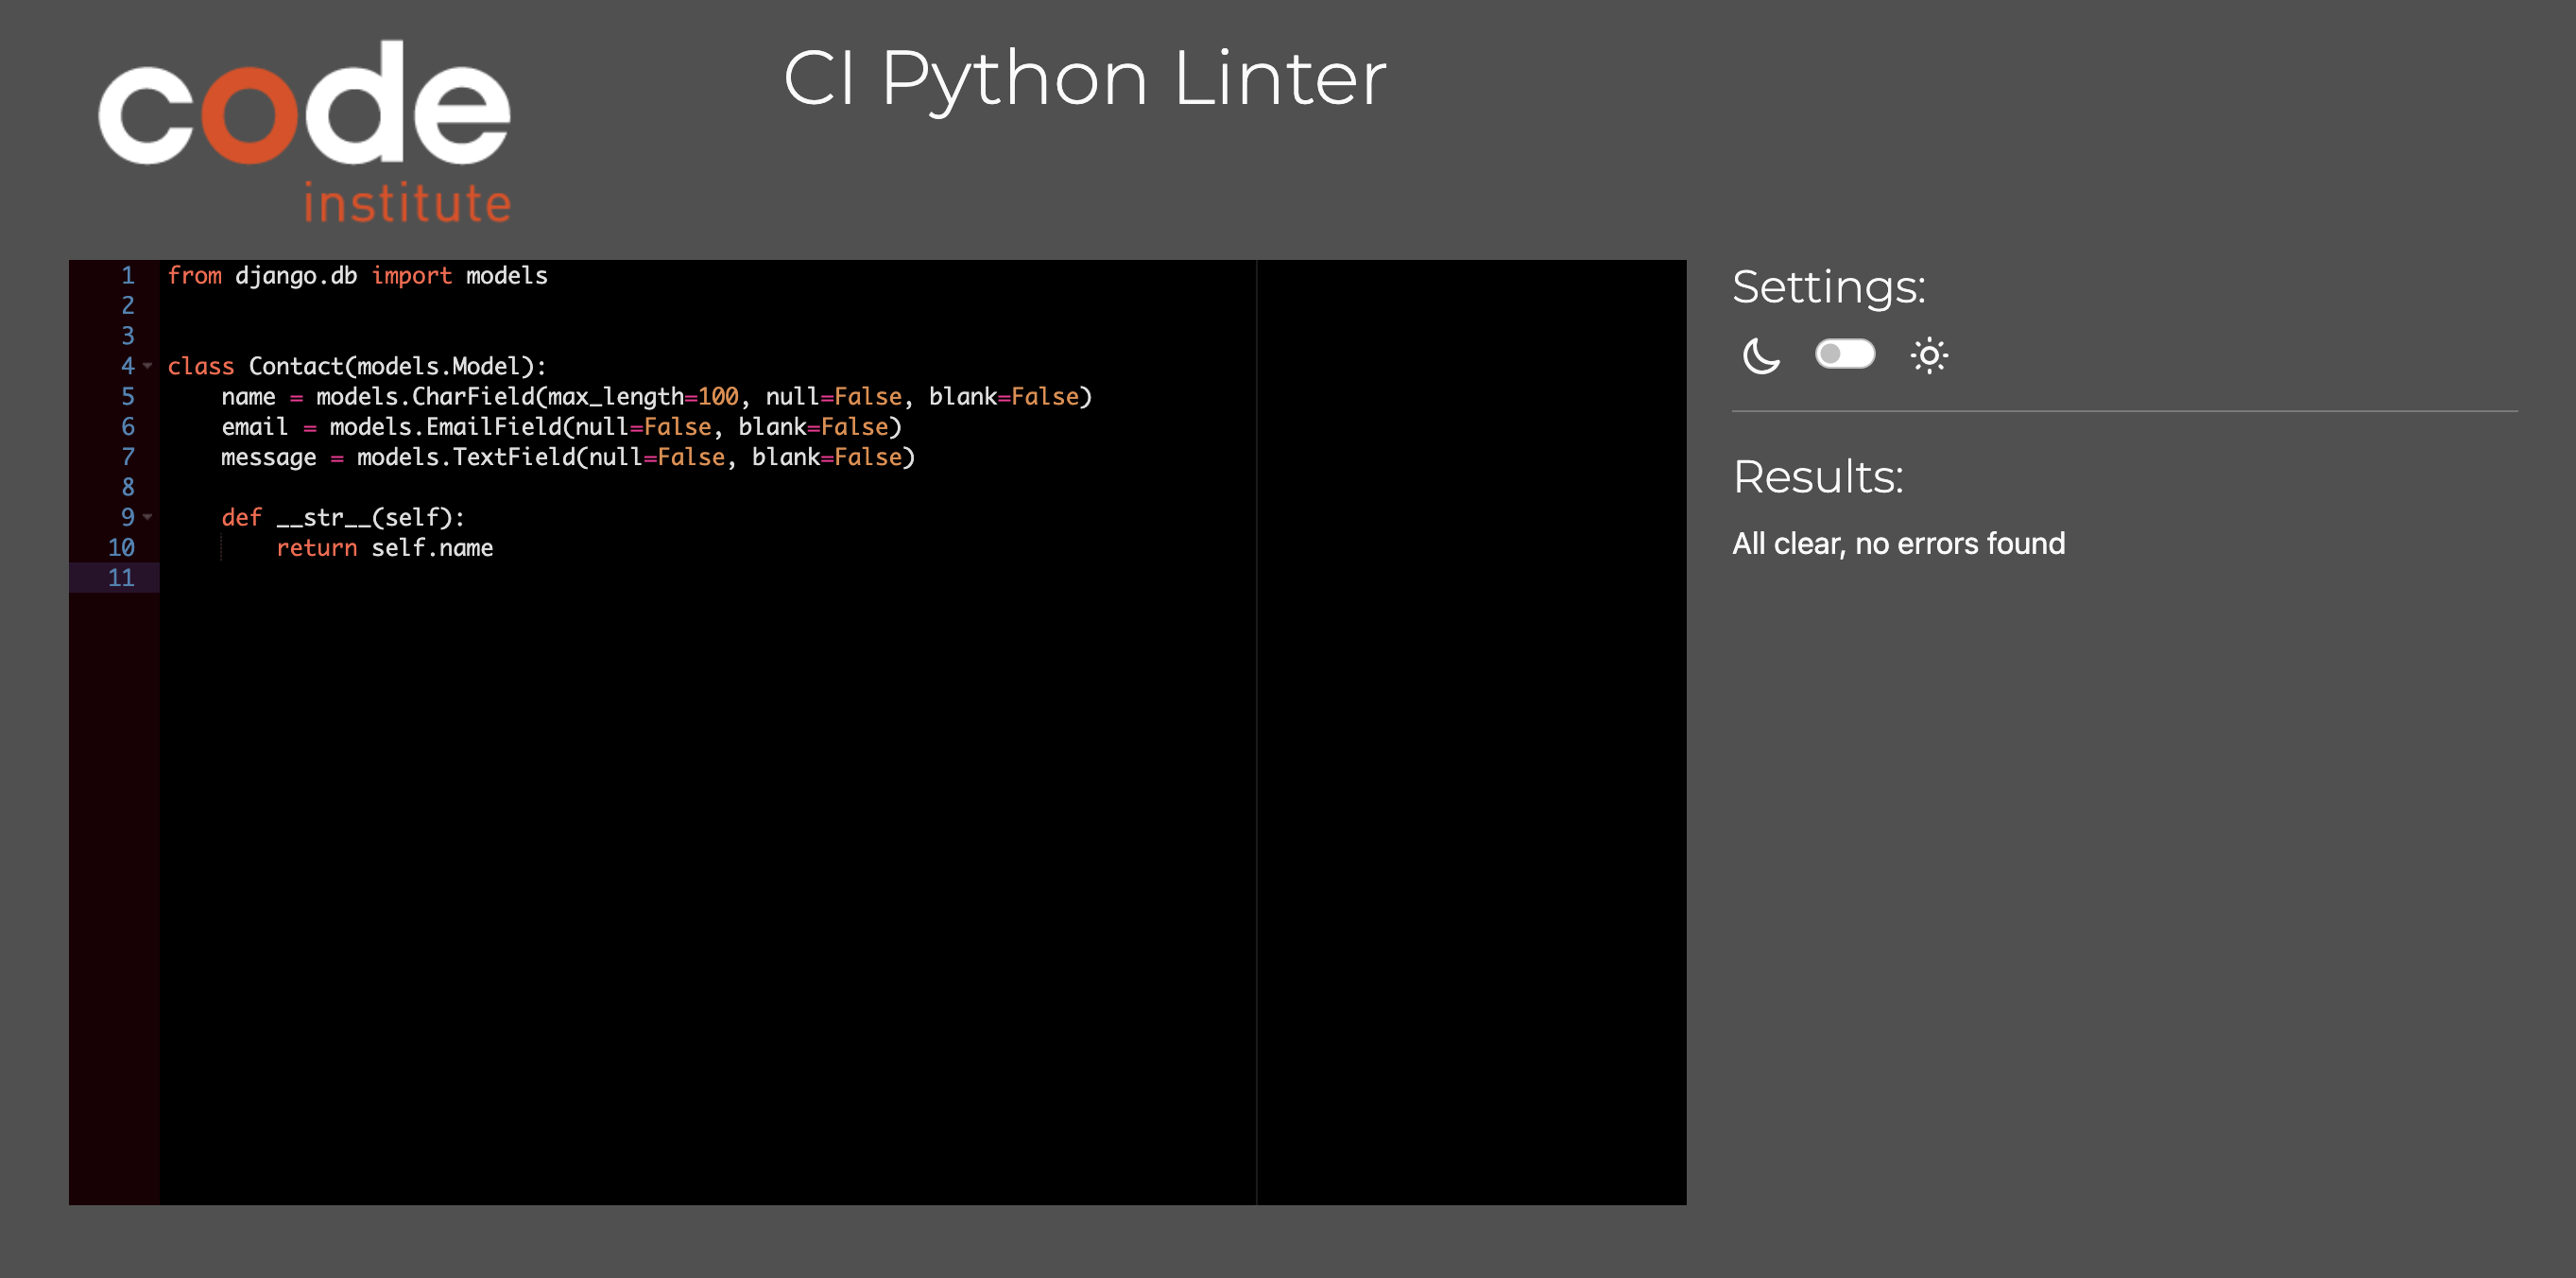 code
institute
CI Python Linter
1 from django.db import models
2
3
4 class Contact(models.Model):
5     name = models.CharField(max_length=100, null=False, blank=False)
6     email = models.EmailField(null=False, blank=False)
7     message = models.TextField(null=False, blank=False)
8
9     def __str__(self):
10         return self.name
11
Settings:
Results:
All clear, no errors found